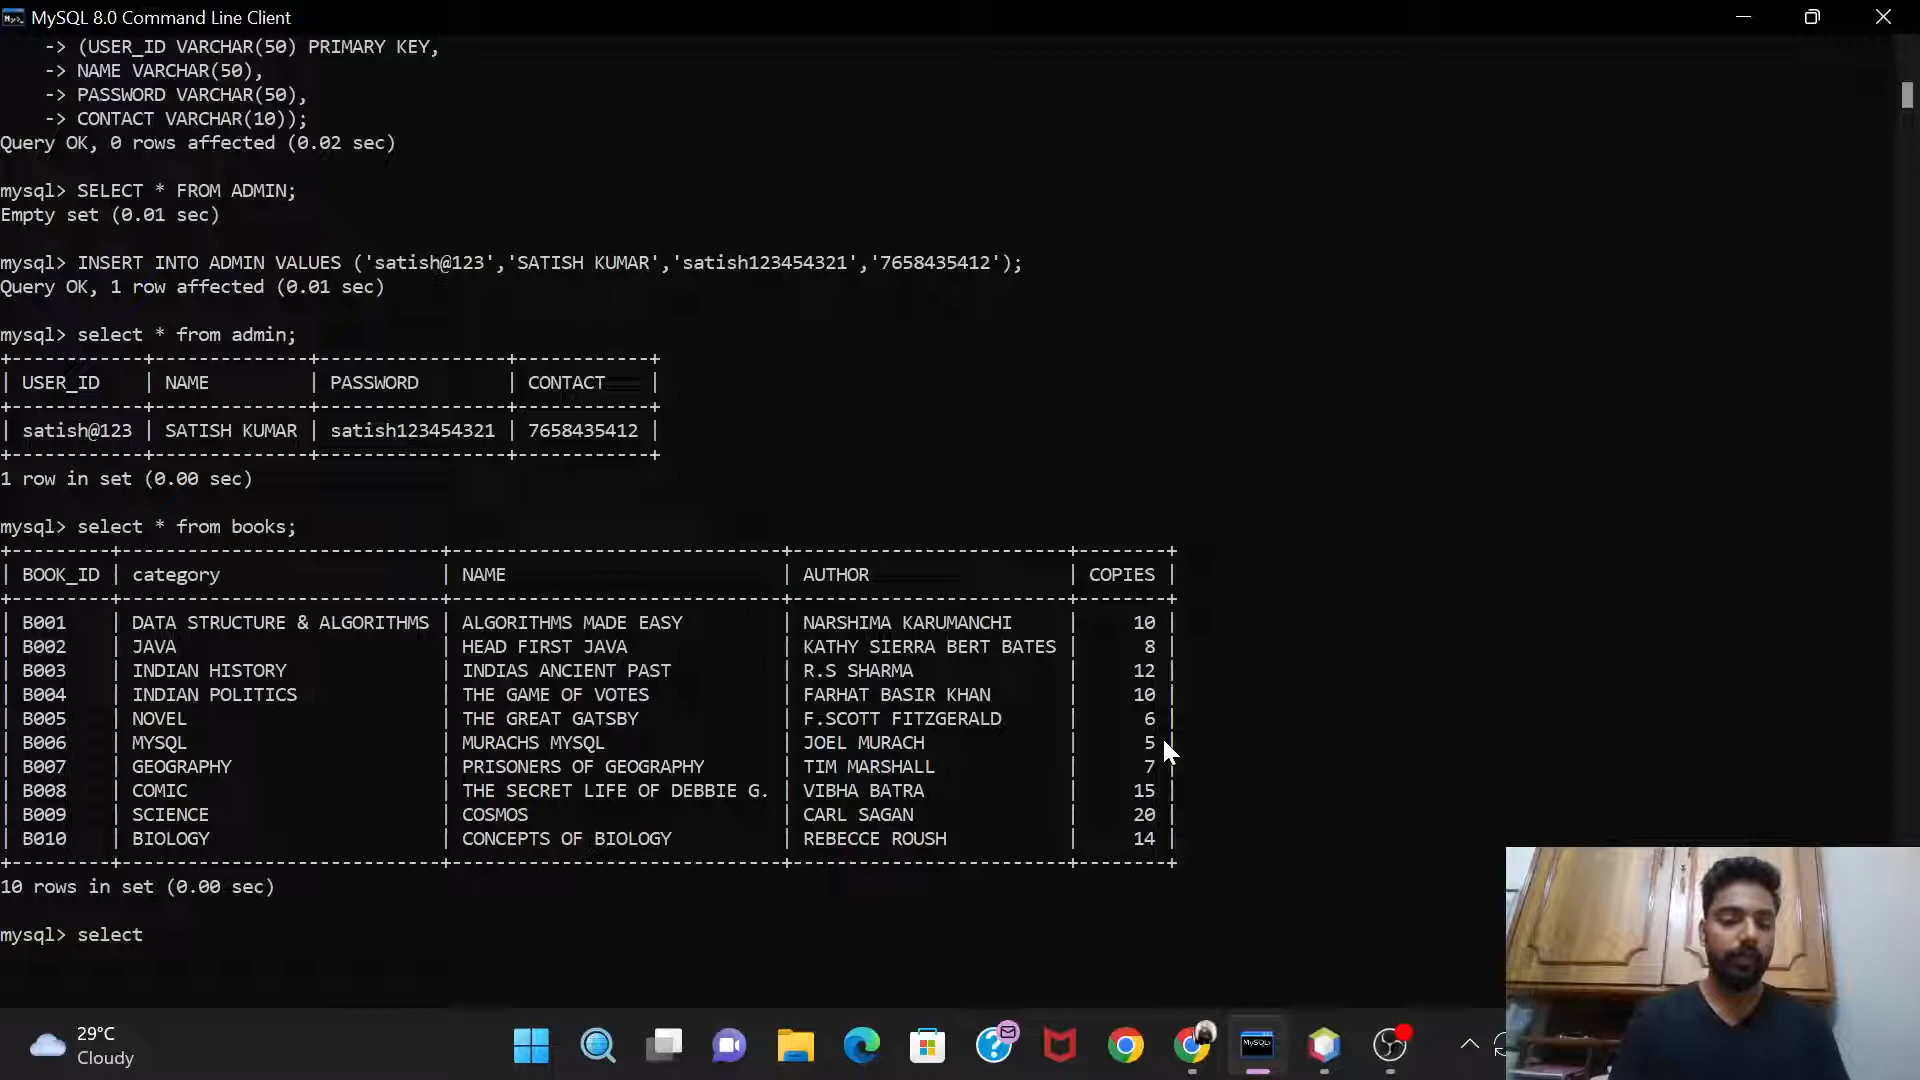 MySQL 8.0 Command Line Client
-> (USER_ID VARCHAR(50) PRIMARY KEY,
-> NAME VARCHAR(50),
-> PASSWORD VARCHAR(50),
-> CONTACT VARCHAR(10));
Query OK, 0 rows affected (0.02 sec)
mysql> SELECT * FROM ADMIN;
Empty set (0.01 sec)
mysql> INSERT INTO ADMIN VALUES ('satish@123','SATISH KUMAR','satish123454321','7658435412');
Query OK, 1 row affected (0.01 sec)
mysql> select * from admin;
+------------+--------------+-----------------+------------+
| USER_ID | NAME | PASSWORD | CONTACT |
+------------+--------------+-----------------+------------+
| satish@123 | SATISH KUMAR | satish123454321 | 7658435412 |
+------------+--------------+-----------------+------------+
1 row in set (0.00 sec)
mysql> select * from books;
+---------+-----------------------------+------------------------------+-------------------------+--------+
| BOOK_ID | category | NAME | AUTHOR | COPIES |
+---------+-----------------------------+------------------------------+-------------------------+--------+
| B001 | DATA STRUCTURE & ALGORITHMS | ALGORITHMS MADE EASY | NARSHIMA KARUMANCHI | 10 |
| B002 | JAVA | HEAD FIRST JAVA | KATHY SIERRA BERT BATES | 8 |
| B003 | INDIAN HISTORY | INDIAS ANCIENT PAST | R.S SHARMA | 12 |
| B004 | INDIAN POLITICS | THE GAME OF VOTES | FARHAT BASIR KHAN | 10 |
| B005 | NOVEL | THE GREAT GATSBY | F.SCOTT FITZGERALD | 6 |
| B006 | MYSQL | MURACHS MYSQL | JOEL MURACH | 5 |
| B007 | GEOGRAPHY | PRISONERS OF GEOGRAPHY | TIM MARSHALL | 7 |
| B008 | COMIC | THE SECRET LIFE OF DEBBIE G. | VIBHA BATRA | 15 |
| B009 | SCIENCE | COSMOS | CARL SAGAN | 20 |
| B010 | BIOLOGY | CONCEPTS OF BIOLOGY | REBECCE ROUSH | 14 |
+---------+-----------------------------+------------------------------+-------------------------+--------+
10 rows in set (0.00 sec)
mysql> select
29°C
Cloudy
MySQL>